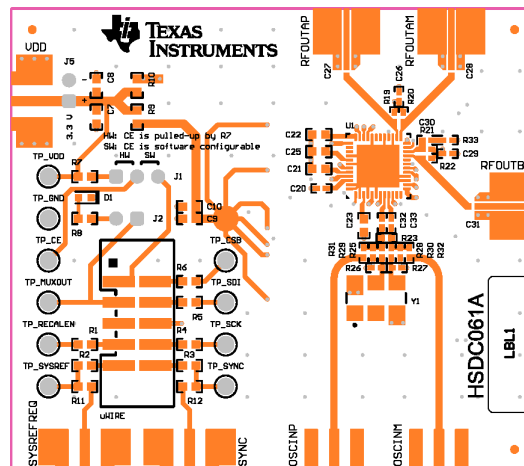 TEXAS
INSTRUMENTS
VDD
J5
-
+
3.3 V
C8
R10
C7
R9
HW: CE is pulled-up by R7
SW: CE is software configurable
TP_VDD
R7
HW
SW
J1
TP_GND
D1
R8
J2
C10
C9
TP_CE
TP_CSB
TP_MUXOUT
R6
TP_SDI
R5
TP_RECALEN
R1
R4
TP_SCK
TP_SYSREF
R2
R3
TP_SYNC
R11
R12
uWIRE
SYSREFREQ
SYNC
RFOUTAP
RFOUTAM
C27
C28
C26
R19
R20
U1
C22
C25
C21
C20
C30
R21
R33
C29
R22
RFOUTB
C31
C23
C32
C33
R23
R31
R29
R25
R28
R30
R32
R26
R27
Y1
HSDC061A
LBL1
OSCINP
OSCINM